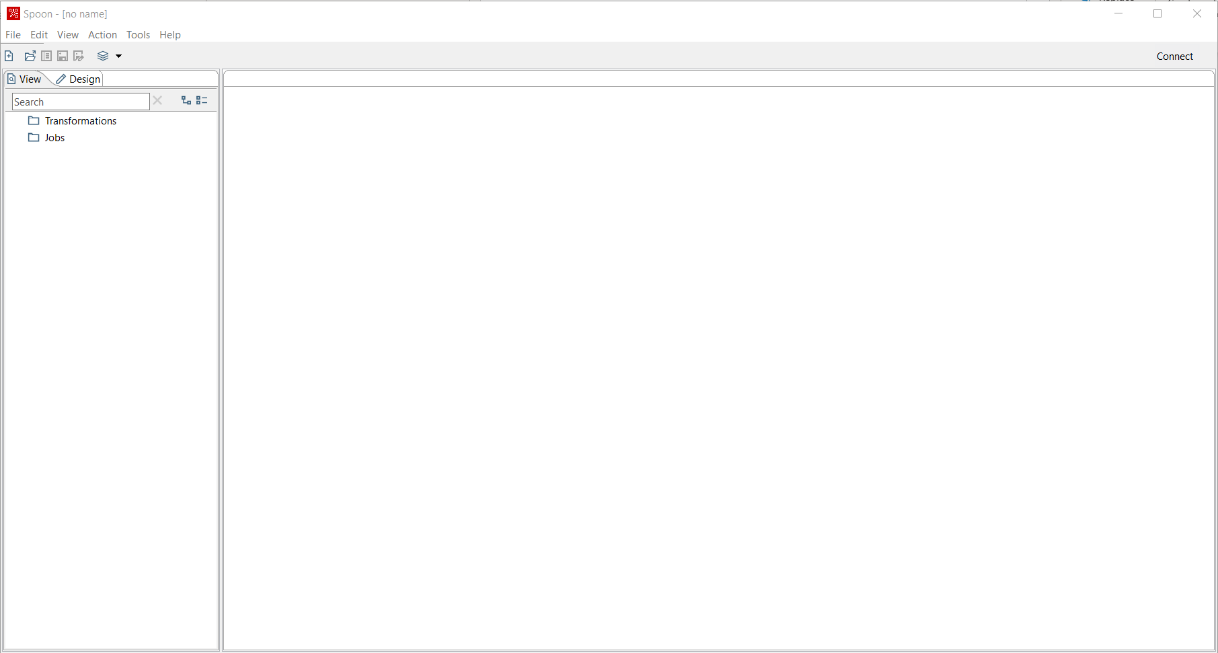 Spoon - [no name]
File Edit View Action Tools Help
Connect
View Design
Search
Transformations
Jobs